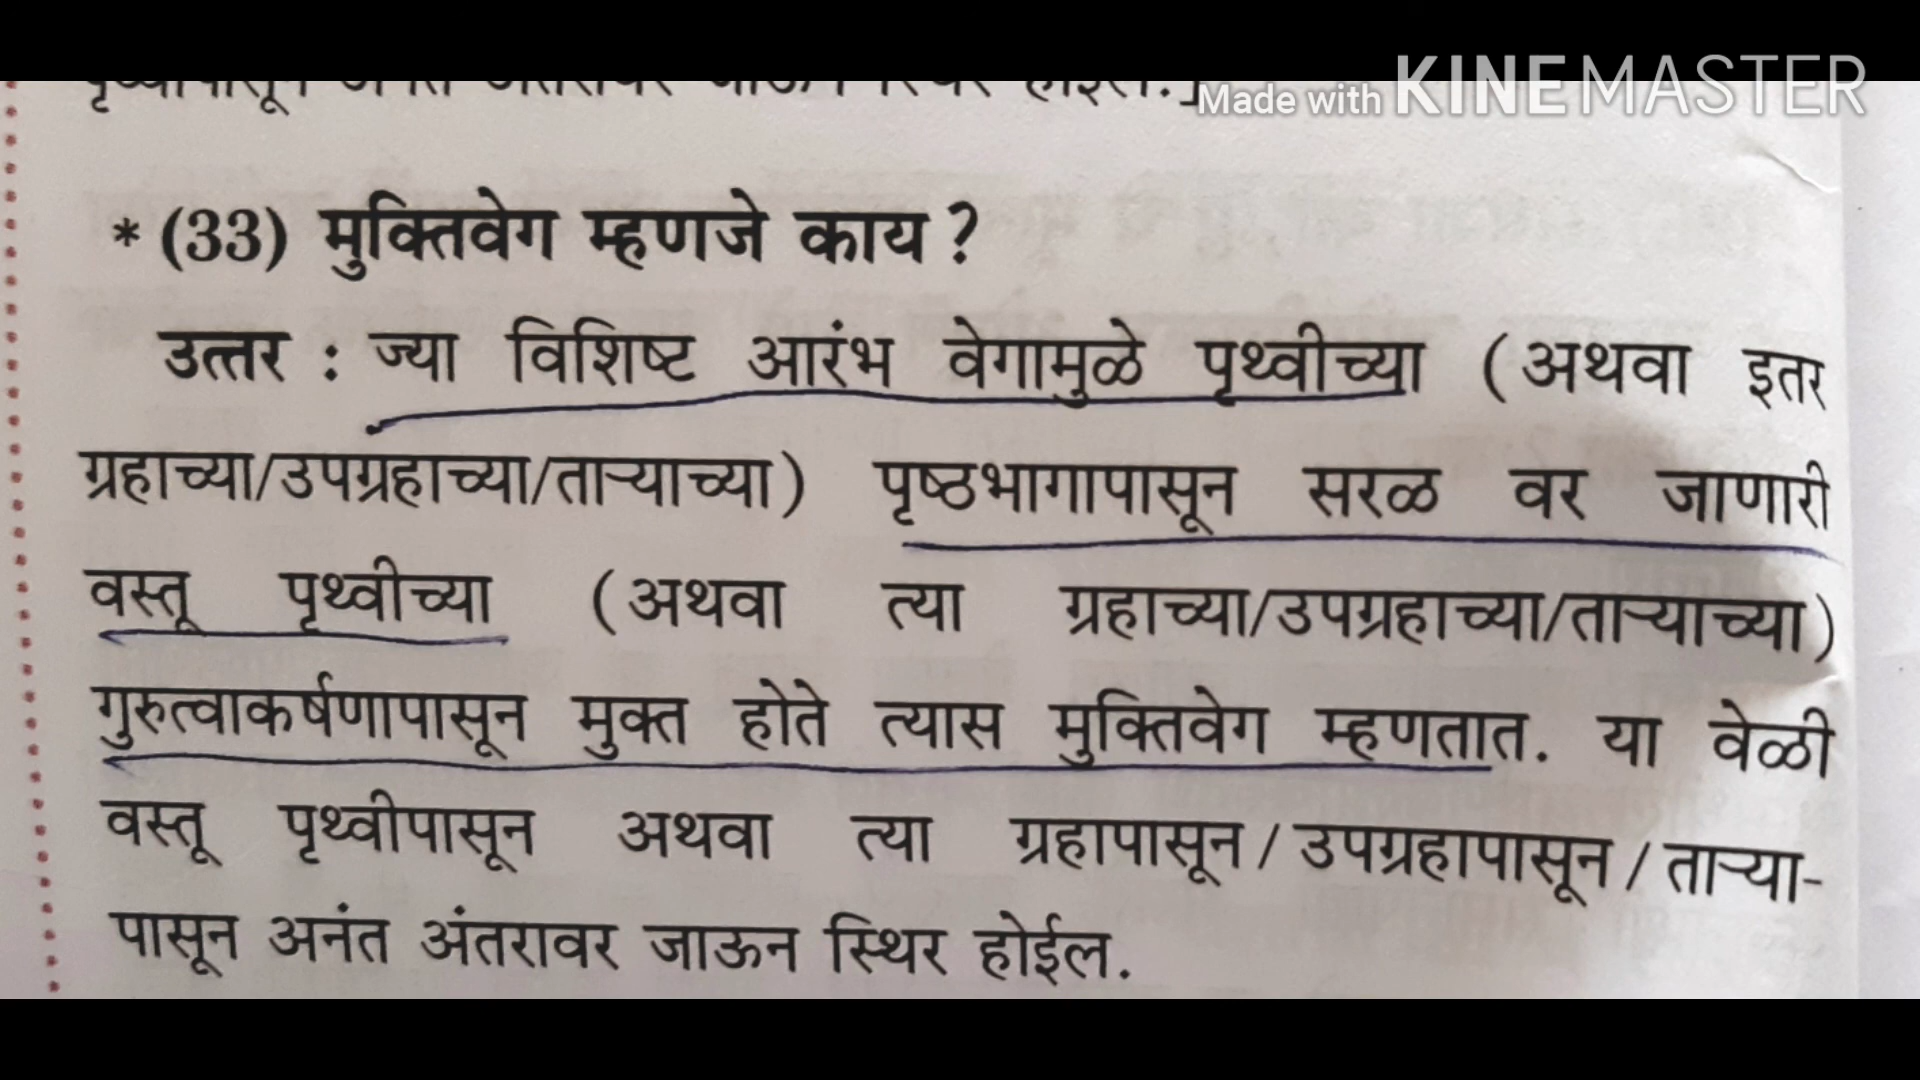 Made with KINEMASTER
* (33) मुक्तिवेग म्हणजे काय ?
उत्तर : ज्या विशिष्ट आरंभ वेगामुळे पृथ्वीच्या (अथवा इतर
ग्रहाच्या/उपग्रहाच्या/ताऱ्याच्या) पृष्ठभागापासून सरळ वर जाणारी
वस्तू पृथ्वीच्या (अथवा त्या ग्रहाच्या/उपग्रहाच्या/ताऱ्याच्या)
गुरुत्वाकर्षणापासून मुक्त होते त्यास मुक्तिवेग म्हणतात. या वेळी
वस्तू पृथ्वीपासून अथवा त्या ग्रहापासून / उपग्रहापासून / ताऱ्या-
पासून अनंत अंतरावर जाऊन स्थिर होईल.